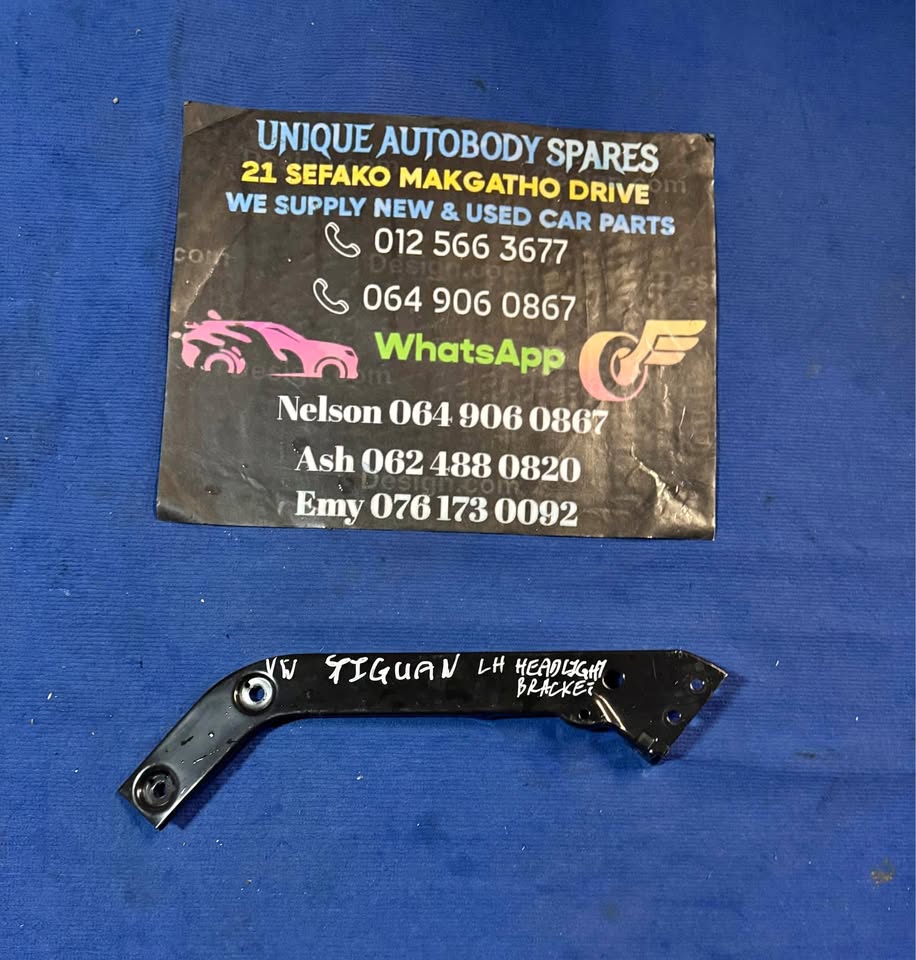 UNIQUE AUTOBODY SPARES
21 SEFAKO MAKGATHO DRIVE
WE SUPPLY NEW & USED CAR PARTS
012 566 3677
064 906 0867
WhatsApp
Nelson 064 906 0867
Ash 062 488 0820
Emy 076 173 0092
VW TIGUAN LH HEADLIGHT
BRACKET